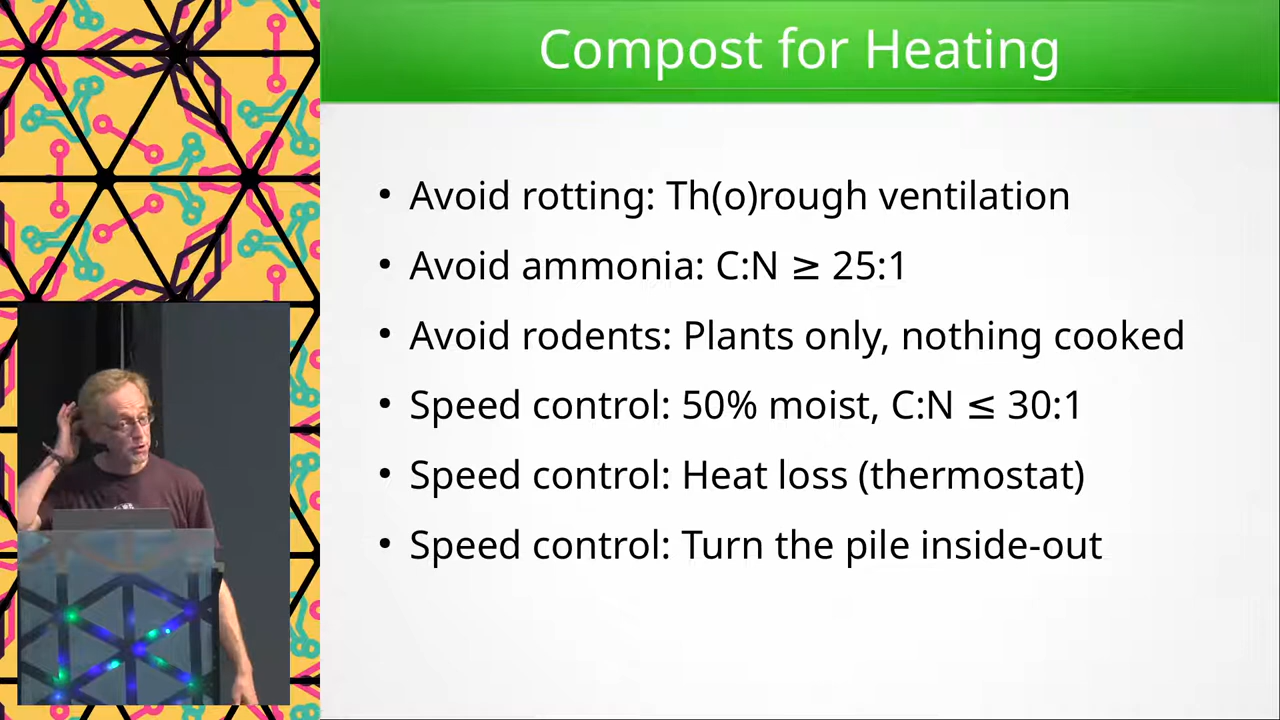 Compost for Heating
• Avoid rotting: Th(o)rough ventilation
• Avoid ammonia: C:N ≥ 25:1
• Avoid rodents: Plants only, nothing cooked
• Speed control: 50% moist, C:N ≤ 30:1
• Speed control: Heat loss (thermostat)
• Speed control: Turn the pile inside-out